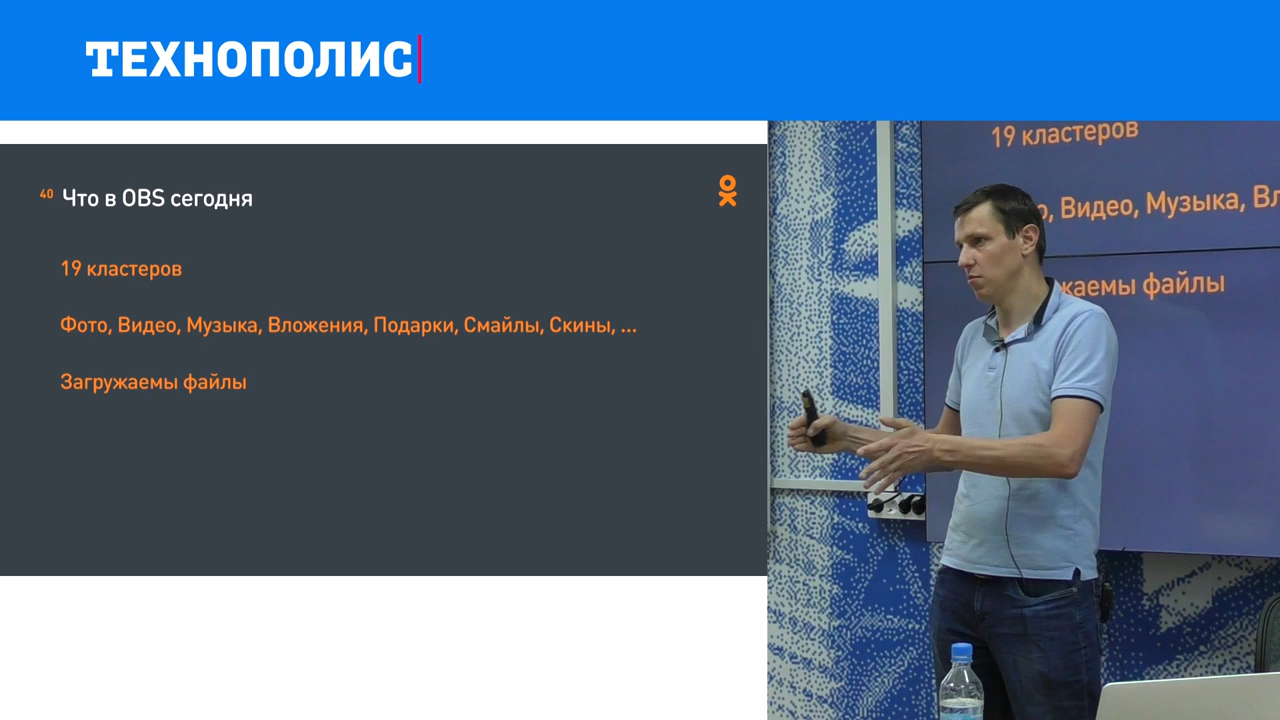 ТЕХНОПОЛИС
40 Что в OBS сегодня
19 кластеров
Фото, Видео, Музыка, Вложения, Подарки, Смайлы, Скины, ...
Загружаемы файлы
19 кластеров
о, Видео, Музыка, Вл
жаемы файлы